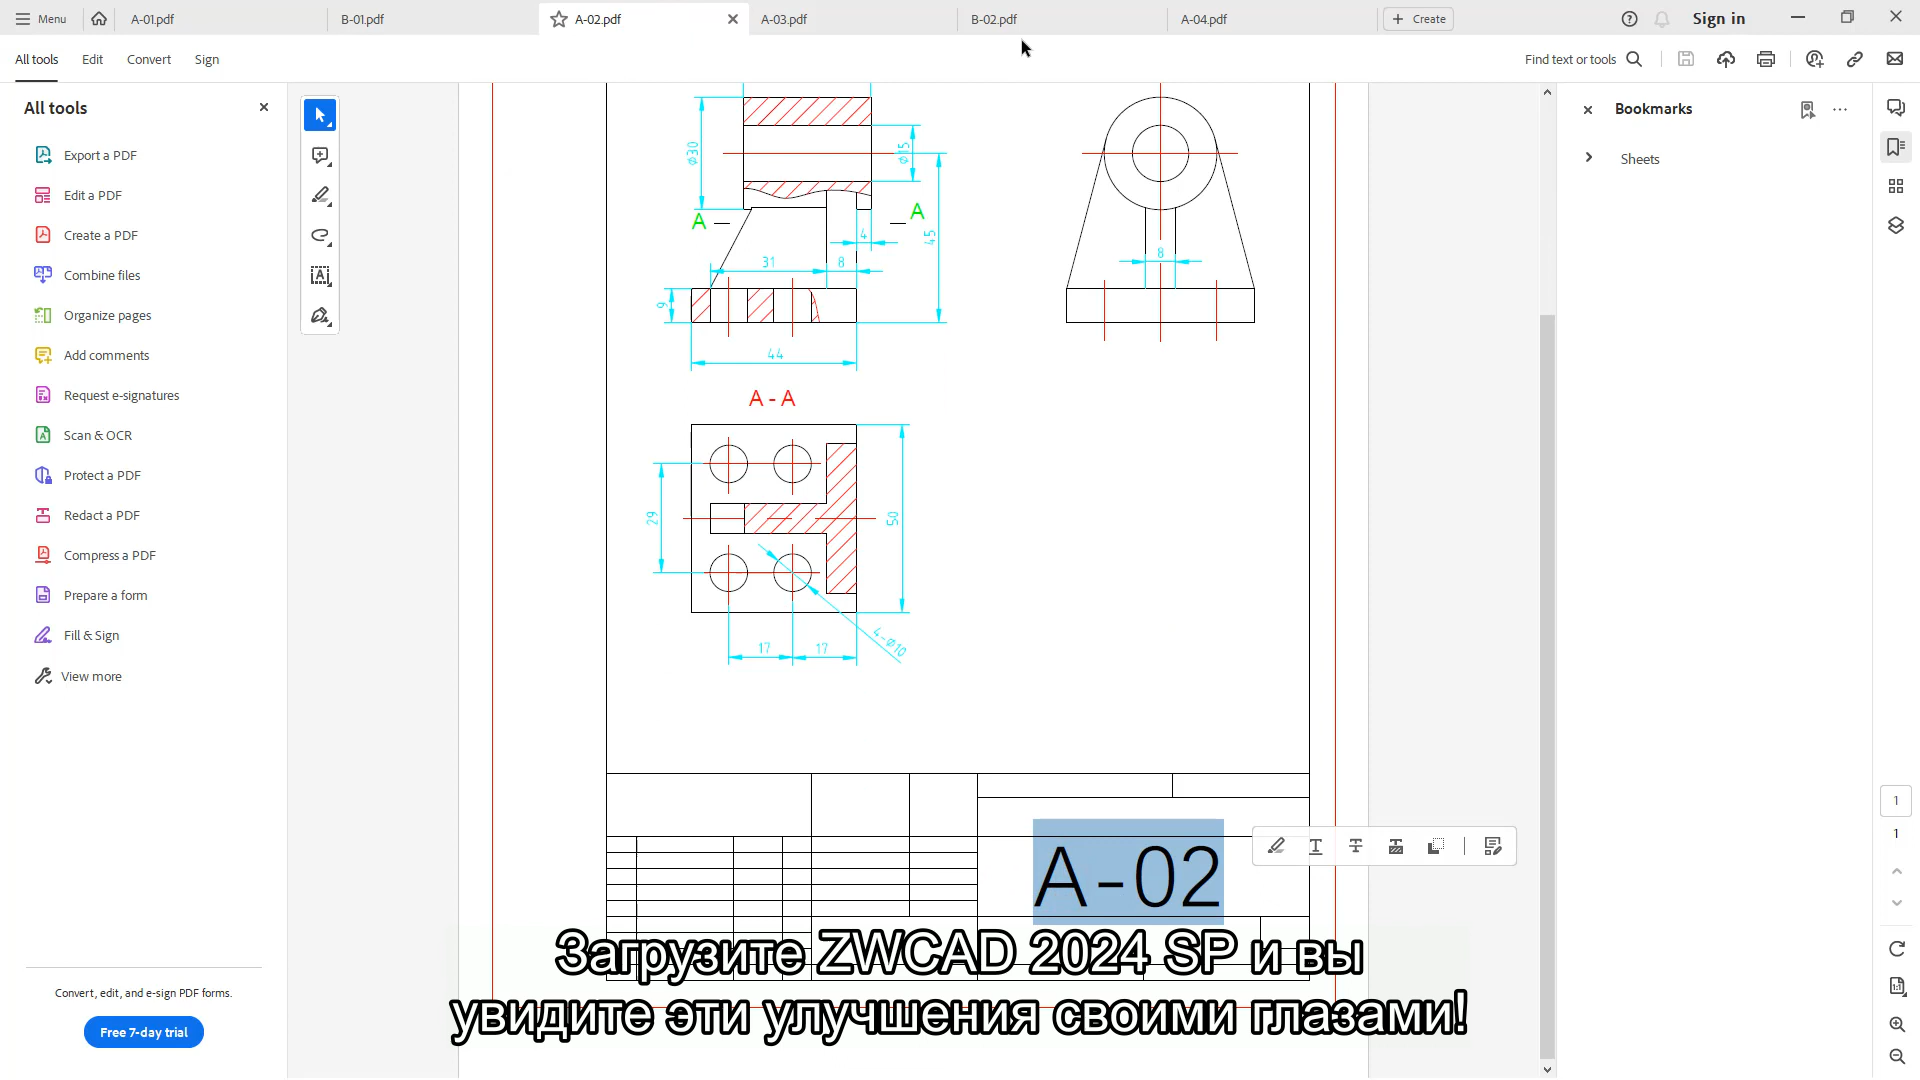 Menu
A-01.pdf
B-01.pdf
A-02.pdf
A-03.pdf
B-02.pdf
A-04.pdf
Create
Sign in
All tools
Edit
Convert
Sign
Find text or tools
All tools
Export a PDF
Edit a PDF
Create a PDF
Combine files
Organize pages
Add comments
Request e-signatures
Scan & OCR
Protect a PDF
Redact a PDF
Compress a PDF
Prepare a form
Fill & Sign
View more
Convert, edit, and e-sign PDF forms.
Free 7-day trial
ø30
ø15
A
A
4
45
31
8
9
44
8
A - A
29
50
17
17
4-ø10
A-02
Bookmarks
Sheets
1
1
Загрузите ZWCAD 2024 SP и вы
увидите эти улучшения своими глазами!